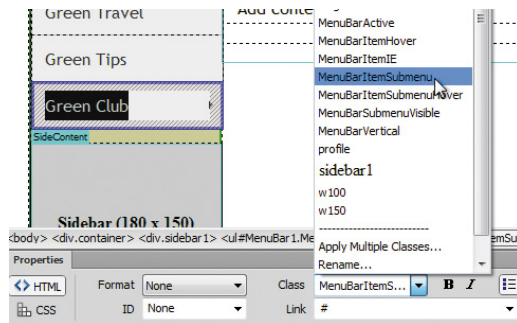 Green Travel
Green Tips
Green Club
SideContent
Sidebar (180 x 150)
MenuBarActive
MenuBarItemHover
MenuBarItemIE
MenuBarItemSubmenu
MenuBarItemSubmenuHover
MenuBarSubmenuVisible
MenuBarVertical
profile
sidebar1
w100
w150
Apply Multiple Classes...
Rename...
<body> <div.container> <div.sidebar1> <ul#MenuBar1.Me
emSu
Properties
<> HTML Format None Class MenuBarItemS... B I
CSS ID None Link #